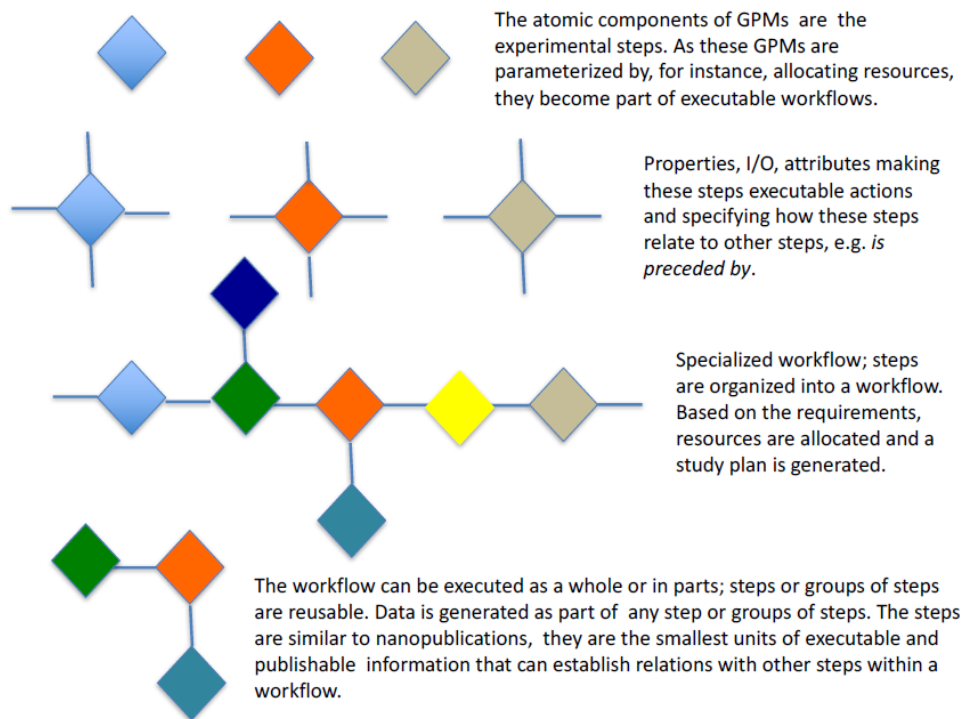 The atomic components of GPMs are the
experimental steps. As these GPMs are
parameterized by, for instance, allocating resources,
they become part of executable workflows.
Properties, I/O, attributes making
these steps executable actions
and specifying how these steps
relate to other steps, e.g. is
preceded by.
Specialized workflow; steps
are organized into a workflow.
Based on the requirements,
resources are allocated and a
study plan is generated.
The workflow can be executed as a whole or in parts; steps or groups of steps
are reusable. Data is generated as part of any step or groups of steps. The steps
are similar to nanopublications, they are the smallest units of executable and
publishable information that can establish relations with other steps within a
workflow.